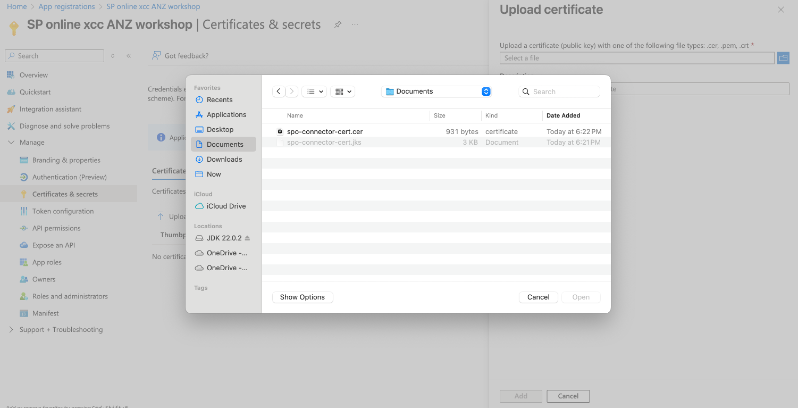 Home > App registrations > SP online xcc ANZ workshop
SP online xcc ANZ workshop | Certificates & secrets
Search
Got feedback?
Overview
Quickstart
Integration assistant
Diagnose and solve problems
Manage
Branding & properties
Authentication (Preview)
Certificates & secrets
Token configuration
API permissions
Expose an API
App roles
Owners
Roles and administrators
Manifest
Support + Troubleshooting
Credentials
scheme). Fo
Applic
Certificate
Certificates
Uploa
Thumbp
No certific
Upload certificate
Upload a certificate (public key) with one of the following file types: .cer, .pem, .crt *
Select a file
Add
Cancel
Favorites
Recents
Applications
Desktop
Documents
Downloads
Now
iCloud
iCloud Drive
Locations
JDK 22.0.2
OneDrive -...
OneDrive -...
Tags
Documents
Search
Name Size Kind Date Added
spo-connector-cert.cer 931 bytes certificate Today at 6:22 PM
spo-connector-cert.jks 3 KB Document Today at 6:21 PM
Show Options
Cancel
Open